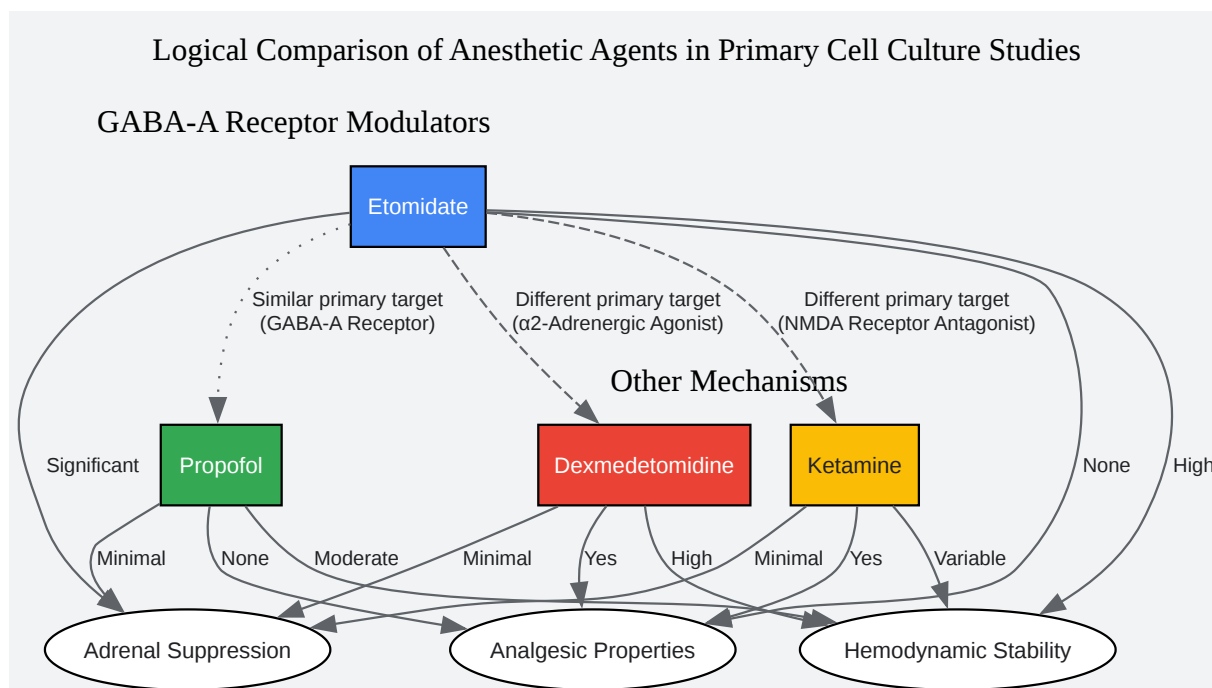 Logical Comparison of Anesthetic Agents in Primary Cell Culture Studies
GABA-A Receptor Modulators
Etomidate
Similar primary target
(GABA-A Receptor)
Different primary target
(α2-Adrenergic Agonist)
Different primary target
(NMDA Receptor Antagonist)
Other Mechanisms
Significant
Propofol
Dexmedetomidine
Ketamine
None
High
Minimal
None
Moderate
Minimal
Yes
High
Minimal
Yes
Variable
Adrenal Suppression
Analgesic Properties
Hemodynamic Stability